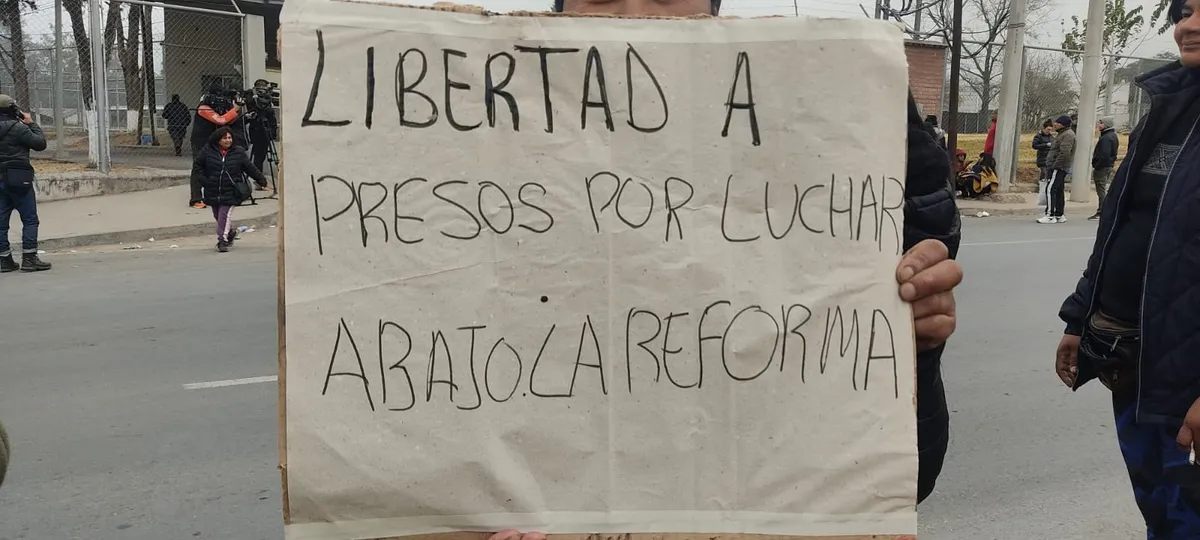 LIBERTAD A
PRESOS POR LUCHAR
ABAJO.LA REFORMA